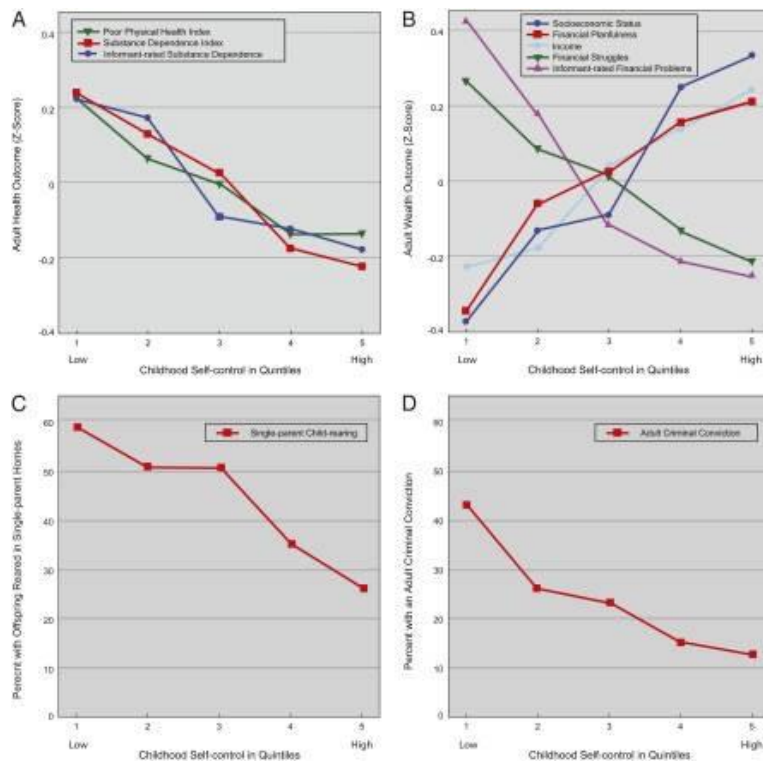 A
Poor Physical Health Index
Substance Dependence Index
Informant-rated Substance Dependence
Adult Health Outcome (Z-Score)
0.4
0.2
0
-0.2
-0.4
1 2 3 4 5
Low High
Childhood Self-control in Quintiles
B
Socioeconomic Status
Financial Planfulness
Income
Financial Struggles
Informant-rated Financial Problems
Adult Wealth Outcome (Z-Score)
0.4
0.2
0
-0.2
-0.4
1 2 3 4 5
Low High
Childhood Self-control in Quintiles
C
Single-parent Child-rearing
Perecnt with Offspring Reared in Single-parent Homes
60
50
40
30
20
10
0
1 2 3 4 5
Low High
Childhood Self-control in Quintiles
D
Adult Criminal Conviction
Percent with an Adult Criminal Conviction
60
50
40
30
20
10
0
1 2 3 4 5
Low High
Childhood Self-control in Quintiles